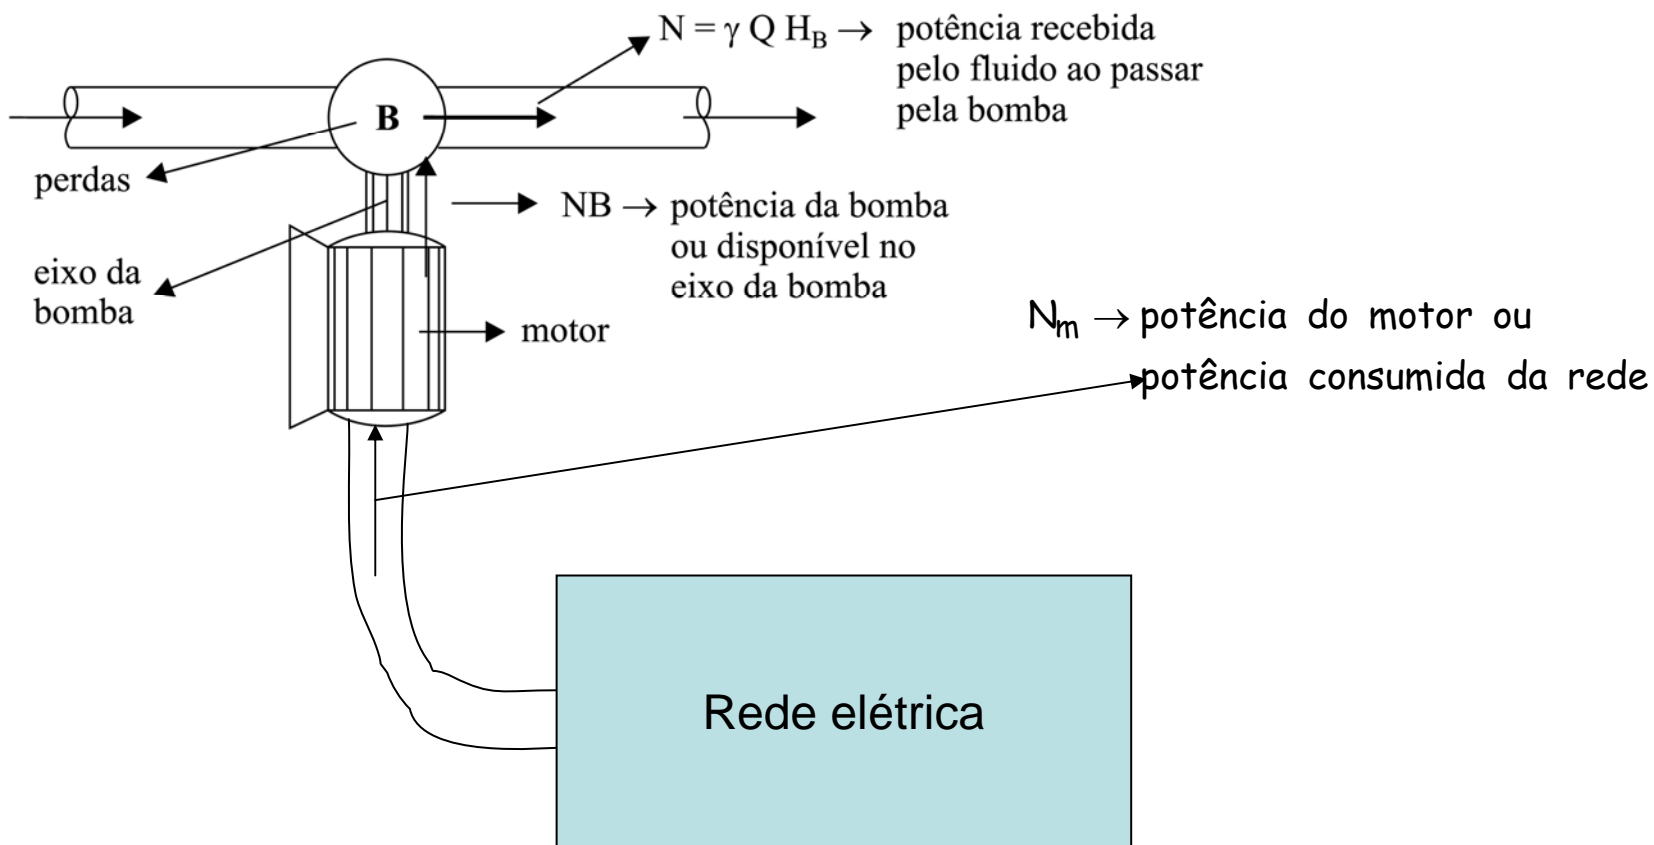 N = γ Q H_B → potência recebida
pelo fluido ao passar
pela bomba
B
perdas
NB → potência da bomba
ou disponível no
eixo da bomba
eixo da
bomba
motor
N_m → potência do motor ou
potência consumida da rede
Rede elétrica